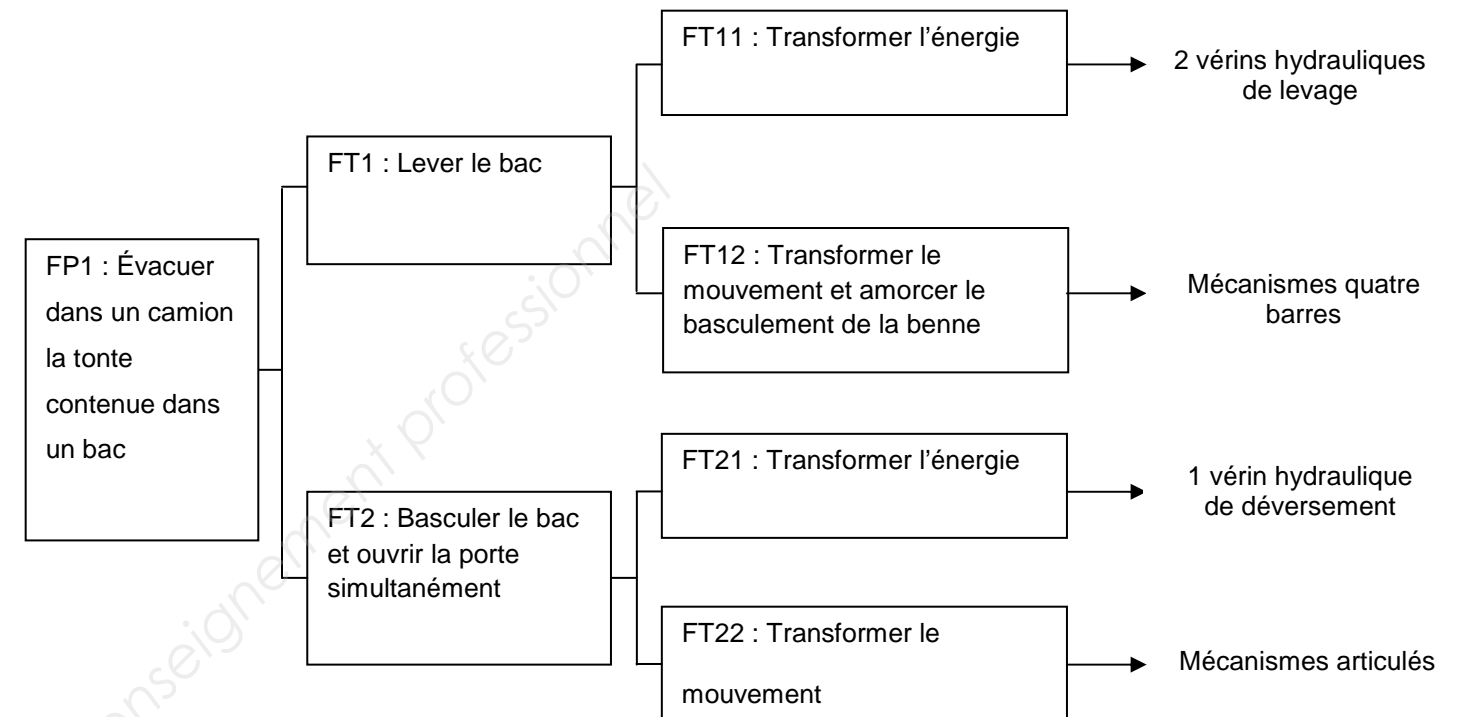 FP1 : Évacuer
dans un camion
la tonte
contenue dans
un bac
FT1 : Lever le bac
FT11 : Transformer l’énergie
2 vérins hydrauliques
de levage
FT12 : Transformer le
mouvement et amorcer le
basculement de la benne
Mécanismes quatre
barres
FT2 : Basculer le bac
et ouvrir la porte
simultanément
FT21 : Transformer l’énergie
1 vérin hydraulique
de déversement
FT22 : Transformer le
mouvement
Mécanismes articulés
enseignement professionnel